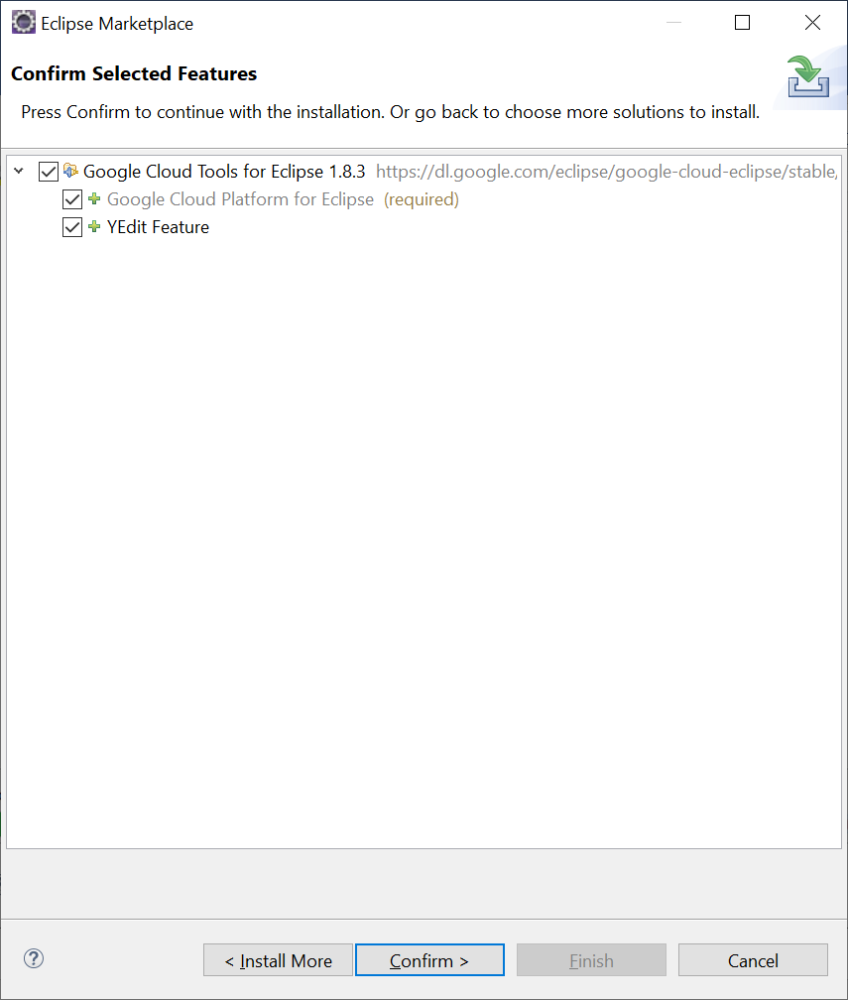 Eclipse Marketplace
Confirm Selected Features
Press Confirm to continue with the installation. Or go back to choose more solutions to install.
Google Cloud Tools for Eclipse 1.8.3 https://dl.google.com/eclipse/google-cloud-eclipse/stable,
Google Cloud Platform for Eclipse (required)
YEdit Feature
? < Install More Confirm > Finish Cancel